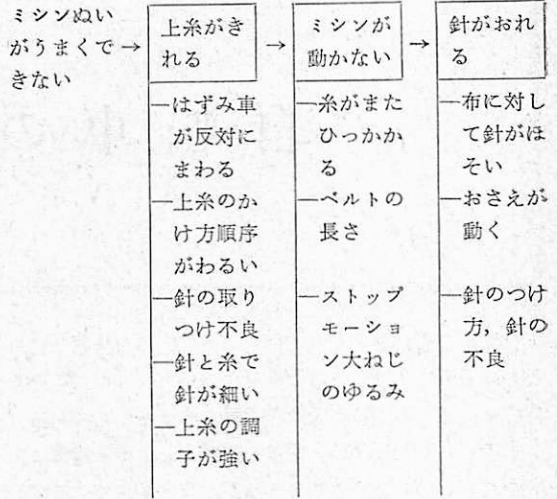 ミシンぬい
がうまくで→
きない
上糸がき
れる
→
ミシンが
動かない
→
針がおれ
る
―はずみ車
が反対に
まわる
―上糸のか
け方順序
がわるい
―針の取り
つけ不良
―針と糸で
針が細い
―上糸の調
子が強い
―糸がまた
ひっかか
る
―ベルトの
長さ
―ストップ
モーショ
ン大ねじ
のゆるみ
―布に対し
て針がほ
そい
―おさえが
動く
―針のつけ
方，針の
不良